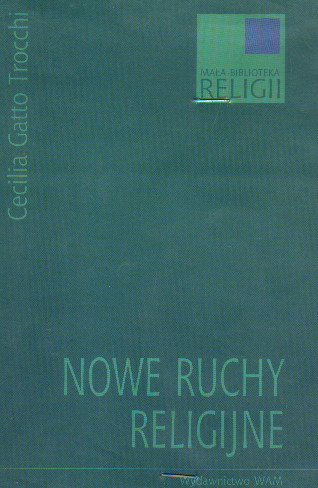 Cecilia Gatto Trocchi
MAŁA BIBLIOTEKA
RELIGII
NOWE RUCHY
RELIGIJNE
Wydawnictwo WAM